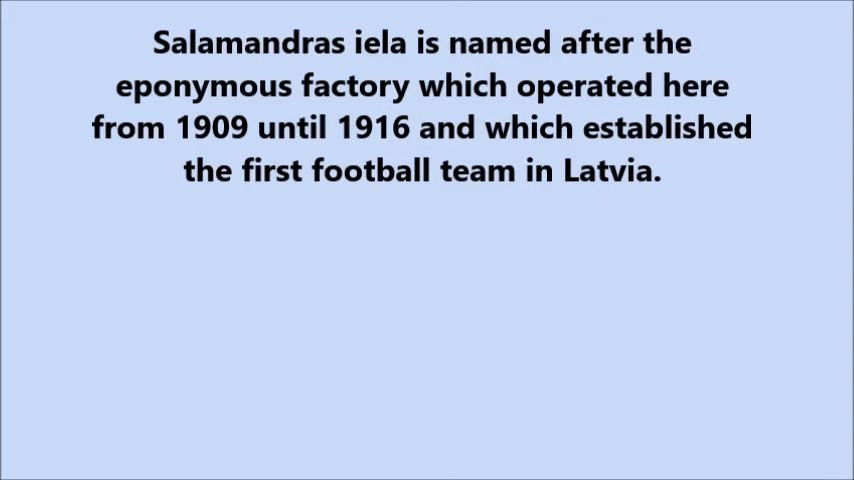 Salamandras iela is named after the
eponymous factory which operated here
from 1909 until 1916 and which established
the first football team in Latvia.